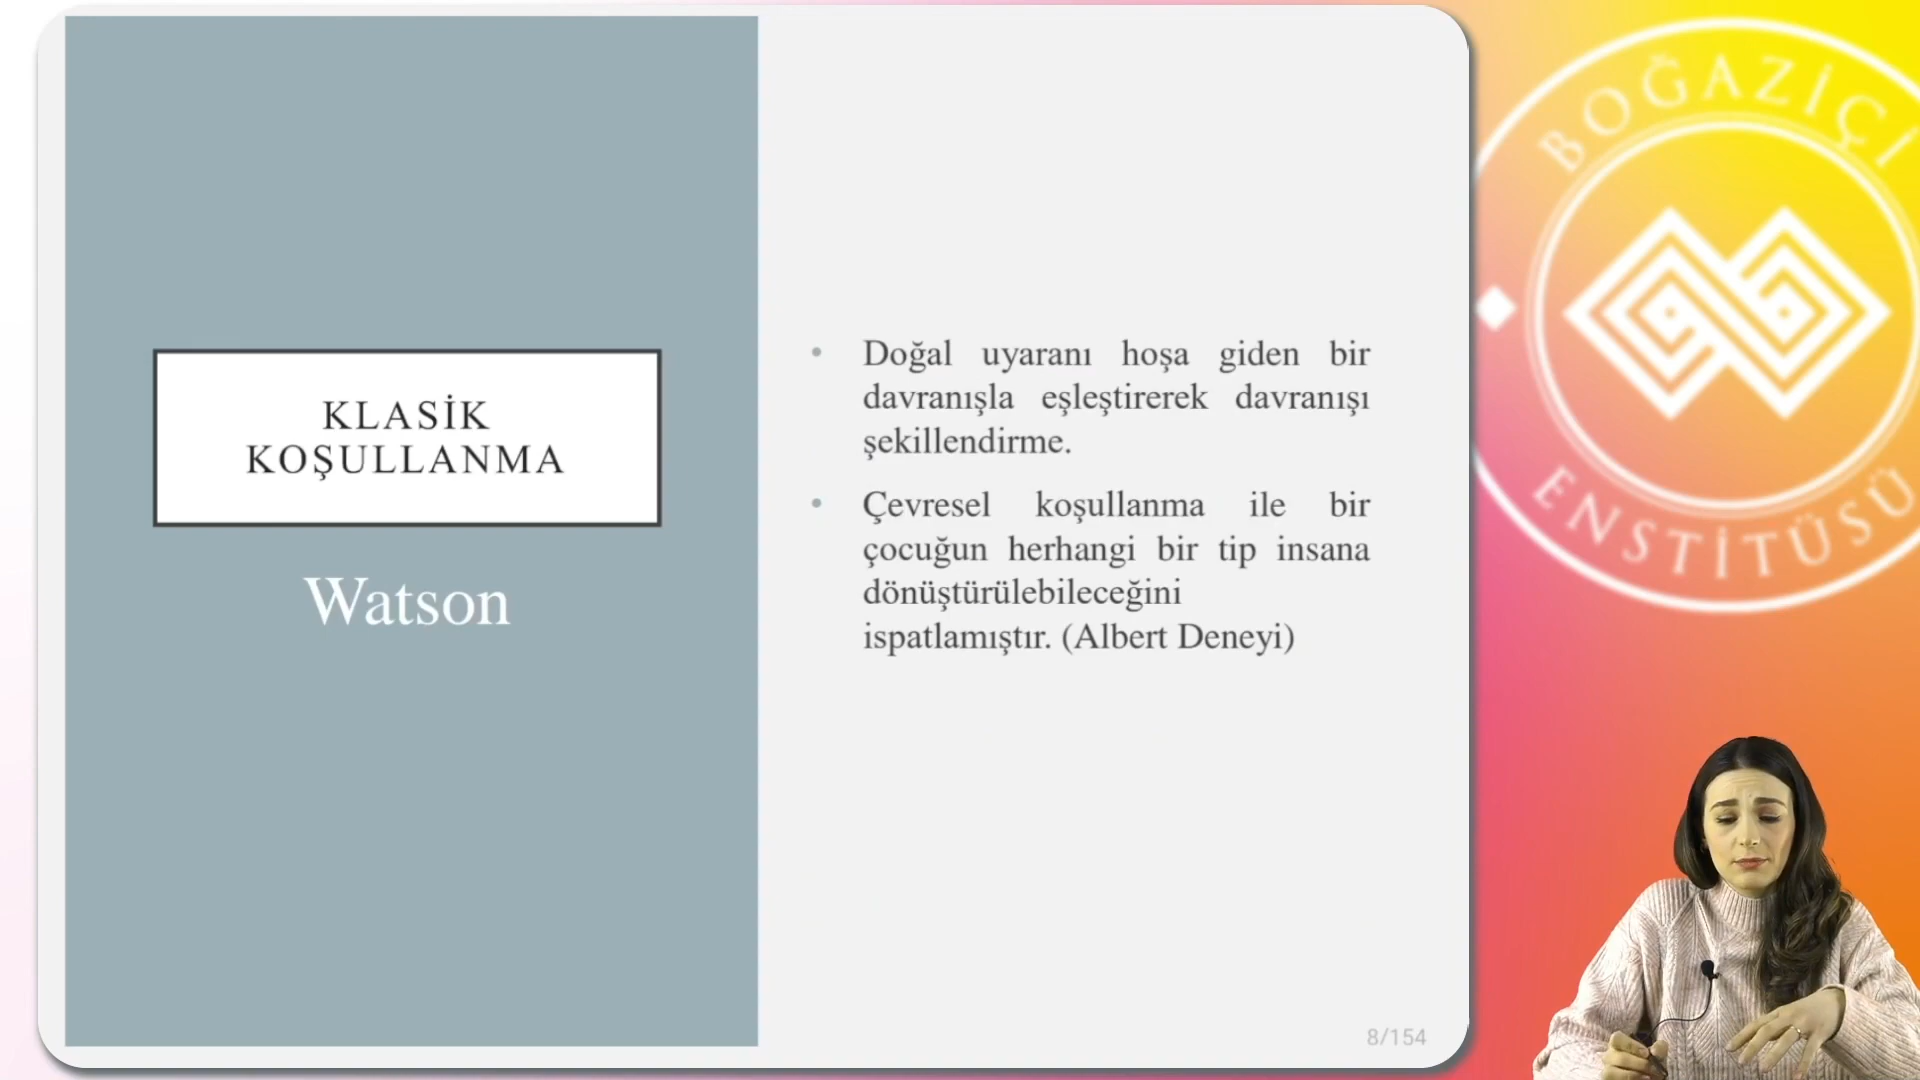 KLASİK
KOŞULLANMA
Watson
• Doğal uyaranı hoşa giden bir
davranışla eşleştirerek davranışı
şekillendirme.
• Çevresel koşullanma ile bir
çocuğun herhangi bir tip insana
dönüştürülebileceğini
ispatlamıştır. (Albert Deneyi)
8/154
BOĞAZİÇİ
ENSTİTÜSÜ